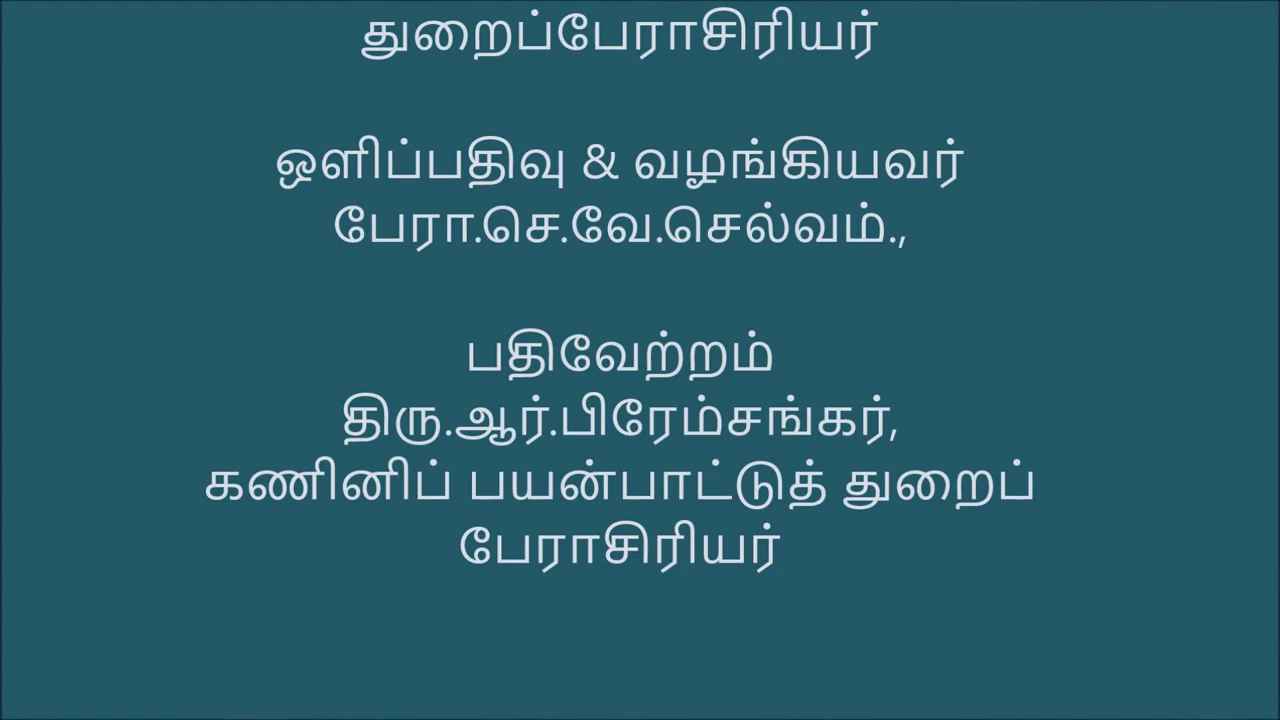 துறைப்பேராசிரியர்
ஒளிப்பதிவு & வழங்கியவர்
பேரா.செ.வே.செல்வம்.,
பதிவேற்றம்
திரு.ஆர்.பிரேம்சங்கர்,
கணினிப் பயன்பாட்டுத் துறைப்
பேராசிரியர்